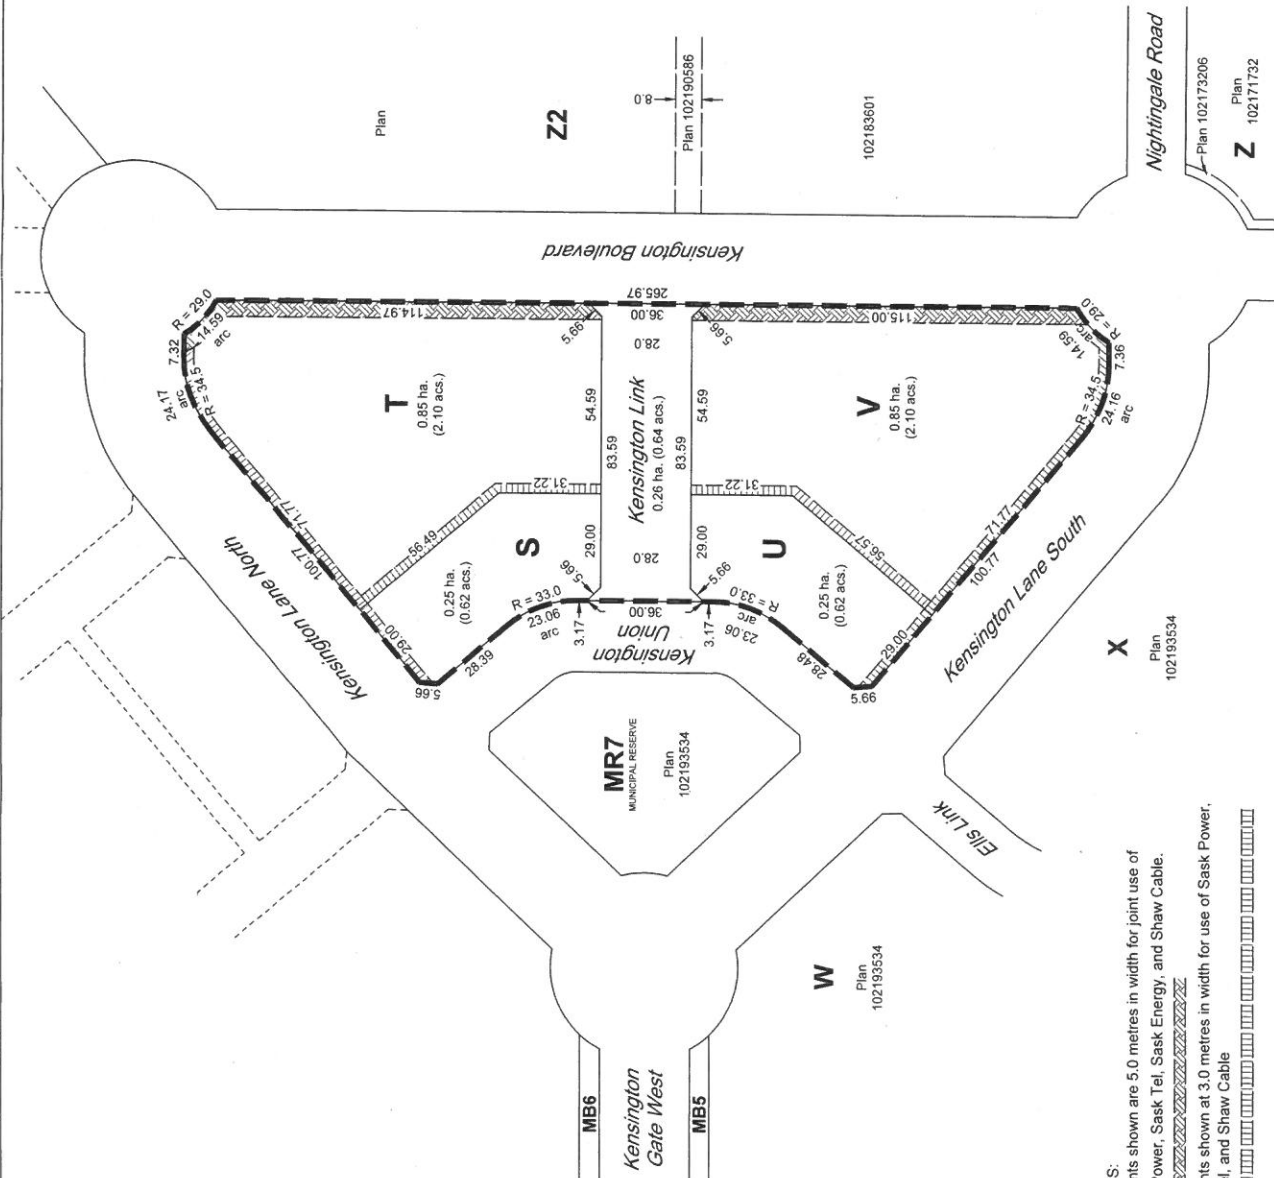 Nightingale Road
Plan 102173206
Z
Plan
102171732
Plan
Z2
Plan 102190586
8.0
102183601
Kensington Boulevard
265.97
36.00
28.0
R = 29.0
14.59
arc
7.32
24.17
arc
R = 34.5
114.97
5.66
T
0.85 ha.
(2.10 acs.)
54.59
83.59
Kensington Link
0.26 ha. (0.64 acs.)
83.59
54.59
5.66
115.00
V
0.85 ha.
(2.10 acs.)
R = 29.0
14.59
arc
7.36
R = 34.5
24.16
arc
71.77
100.77
Kensington Lane North
31.22
56.49
S
0.25 ha.
(0.62 acs.)
29.00
5.66
28.0
31.22
56.57
U
0.25 ha.
(0.62 acs.)
29.00
5.66
71.77
100.77
Kensington Lane South
R = 33.0
23.06
arc
3.17
36.00
3.17
R = 33.0
arc
23.06
Kensington
Union
29.00
28.39
5.66
29.00
28.48
5.66
X
Plan
102193534
MR7
MUNICIPAL RESERVE
Plan
102193534
Ells Link
W
Plan
102193534
MB6
Kensington
Gate West
MB5
S:
nts shown are 5.0 metres in width for joint use of
ower, Sask Tel, Sask Energy, and Shaw Cable.
nts shown at 3.0 metres in width for use of Sask Power,
el, and Shaw Cable